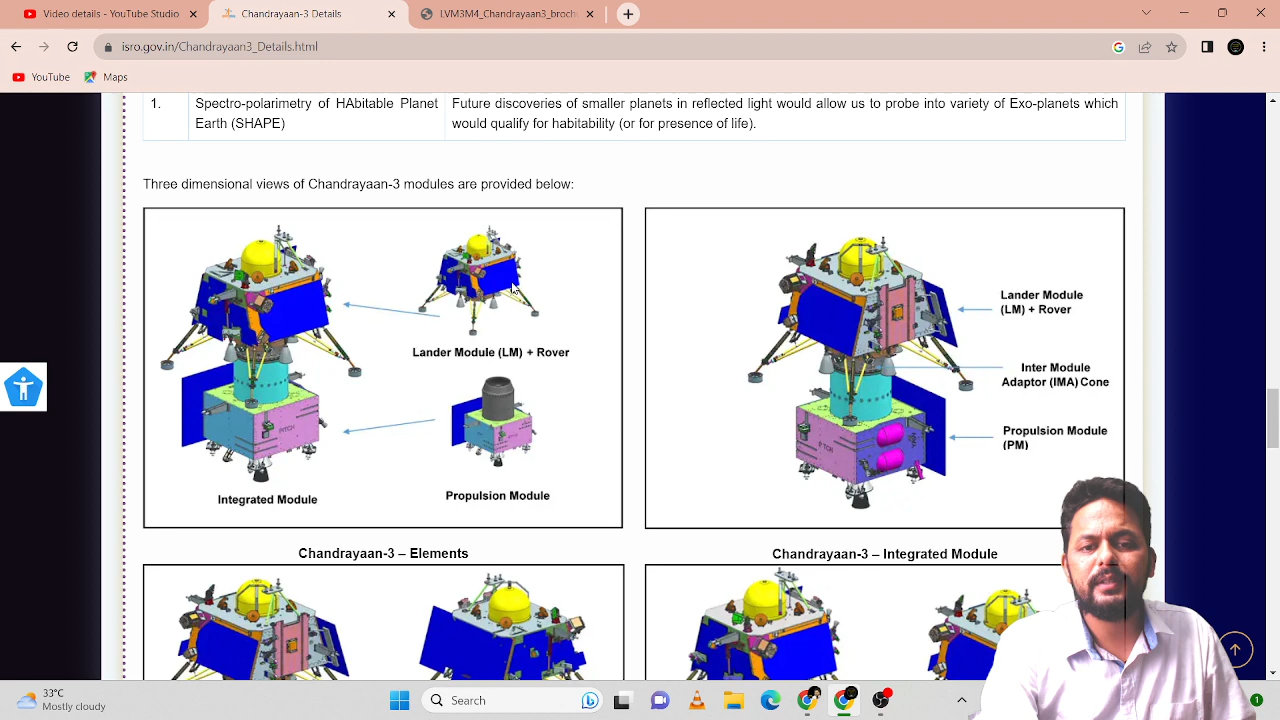 Video details - YouTube Studio
Chandrayaan-3 Details
LVM3M4_Chandrayaan3_broch
isro.gov.in/Chandrayaan3_Details.html
YouTube
Maps
1.
Spectro-polarimetry of HAbitable Planet
Earth (SHAPE)
Future discoveries of smaller planets in reflected light would allow us to probe into variety of Exo-planets which
would qualify for habitability (or for presence of life).
Three dimensional views of Chandrayaan-3 modules are provided below:
Lander Module (LM) + Rover
Integrated Module
Propulsion Module
PITCH
Lander Module
(LM) + Rover
Inter Module
Adaptor (IMA) Cone
Propulsion Module
(PM)
Chandrayaan-3 – Elements
Chandrayaan-3 – Integrated Module
33°C
Mostly cloudy
Search
1